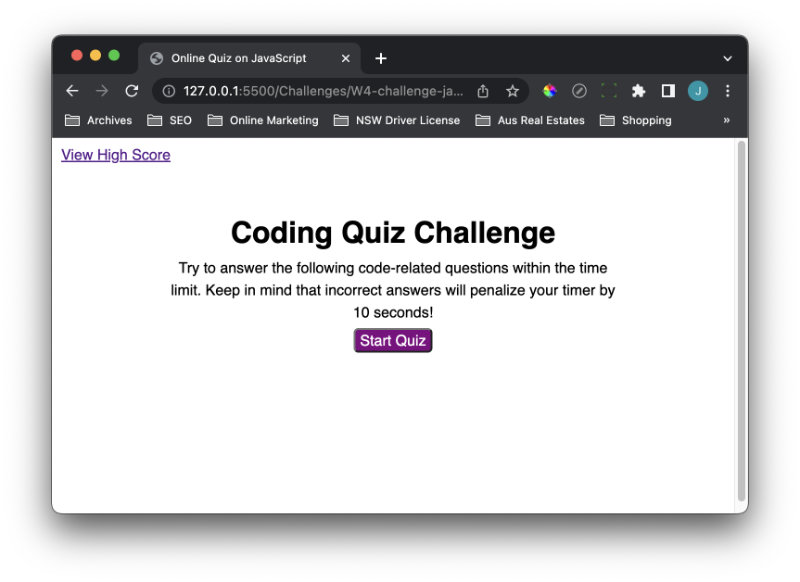 Online Quiz on JavaScript
127.0.0.1:5500/Challenges/W4-challenge-ja...
J
Archives SEO Online Marketing NSW Driver License Aus Real Estates Shopping »
View High Score
Coding Quiz Challenge
Try to answer the following code-related questions within the time
limit. Keep in mind that incorrect answers will penalize your timer by
10 seconds!
Start Quiz